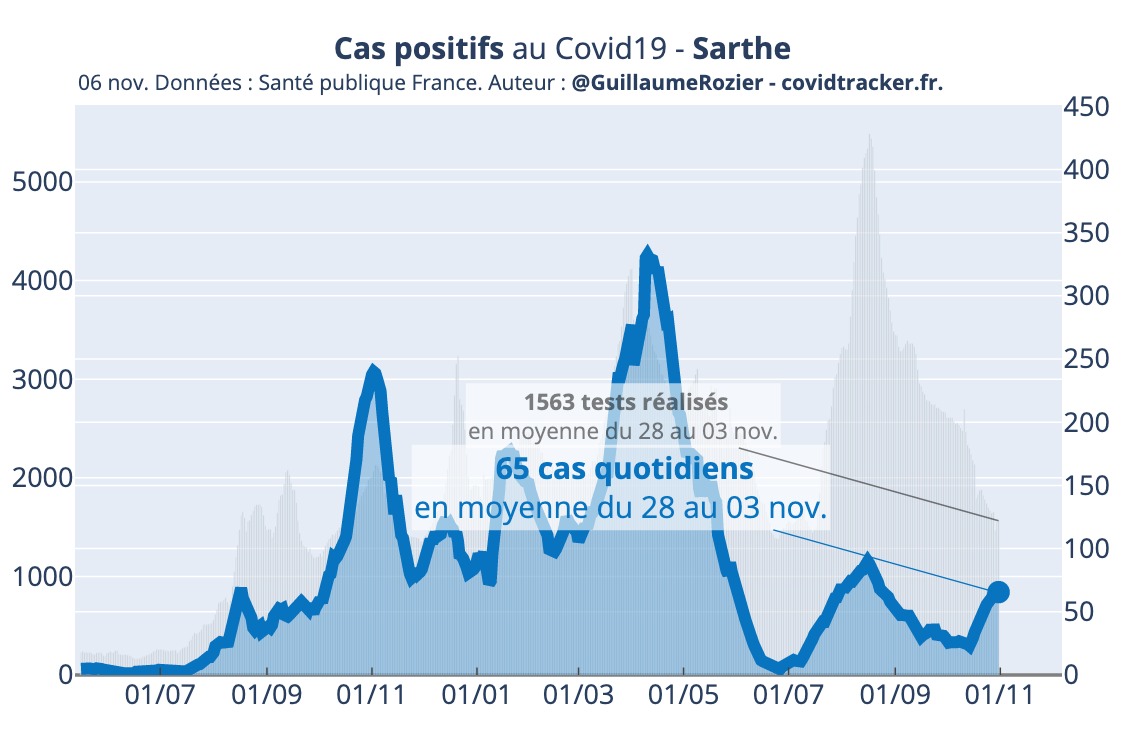 Cas positifs au Covid19 - Sarthe
06 nov. Données : Santé publique France. Auteur : @GuillaumeRozier - covidtracker.fr.
450
400
350
300
250
200
150
100
50
0
5000
4000
3000
2000
1000
0
1563 tests réalisés
en moyenne du 28 au 03 nov.
65 cas quotidiens
en moyenne du 28 au 03 nov.
01/07 01/09 01/11 01/01 01/03 01/05 01/07 01/09 01/11